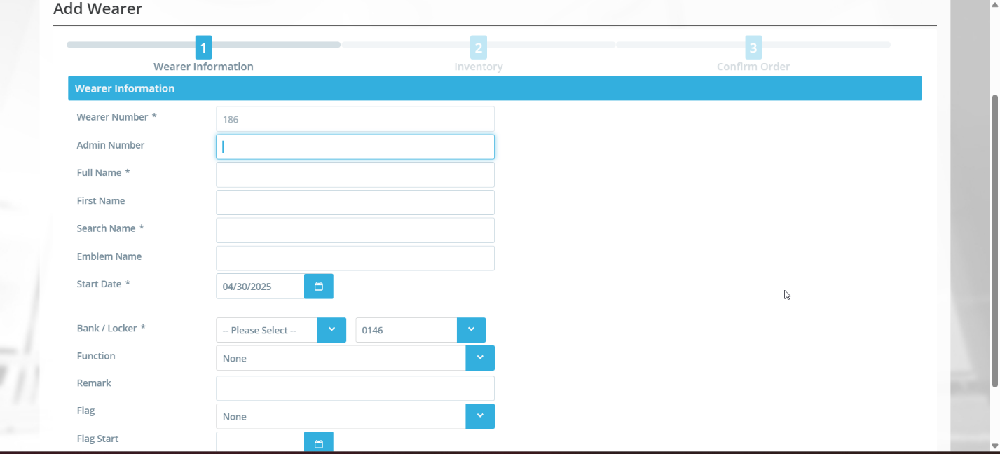 Add Wearer
1 2 3
Wearer Information Inventory Confirm Order
Wearer Information
Wearer Number * 186
Admin Number
Full Name *
First Name
Search Name *
Emblem Name
Start Date * 04/30/2025
Bank / Locker * -- Please Select -- 0146
Function None
Remark
Flag None
Flag Start